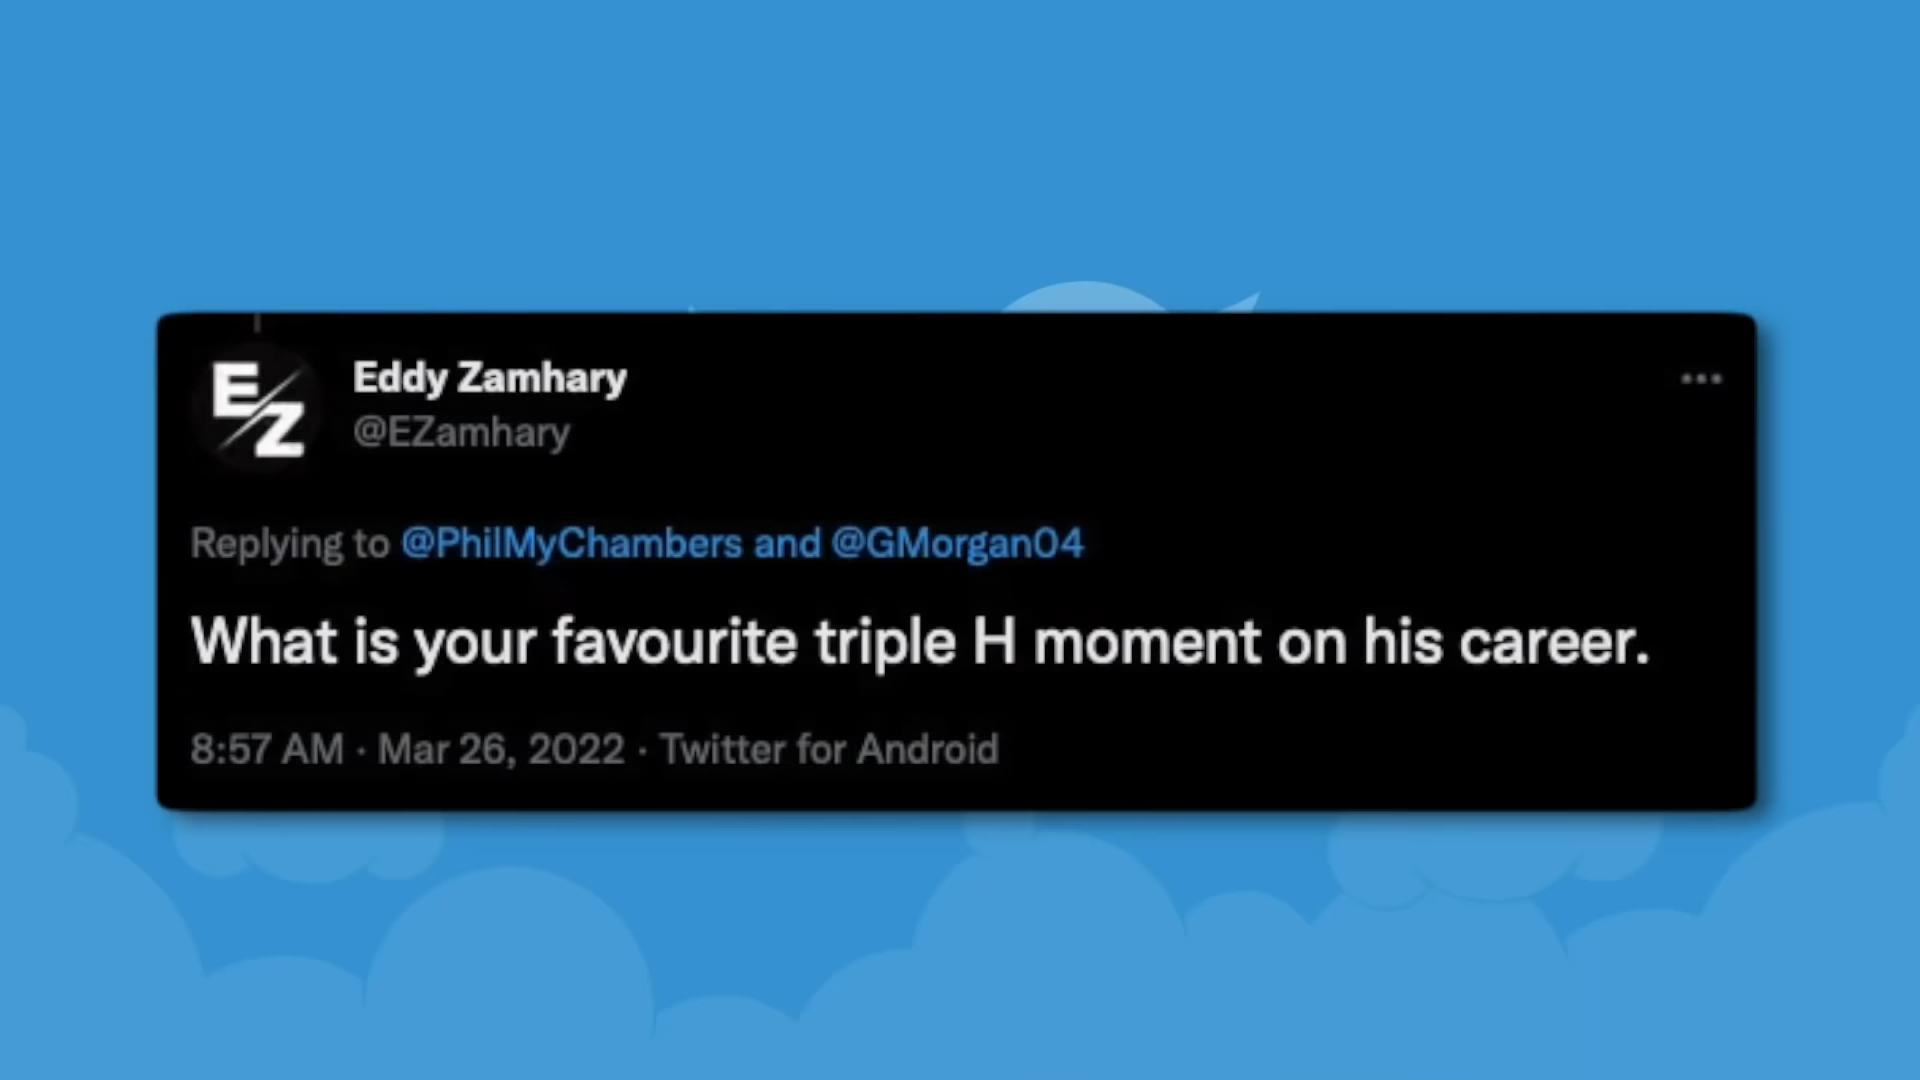 E/Z
Eddy Zamhary
@EZamhary
Replying to @PhilMyChambers and @GMorgan04
What is your favourite triple H moment on his career.
8:57 AM · Mar 26, 2022 · Twitter for Android